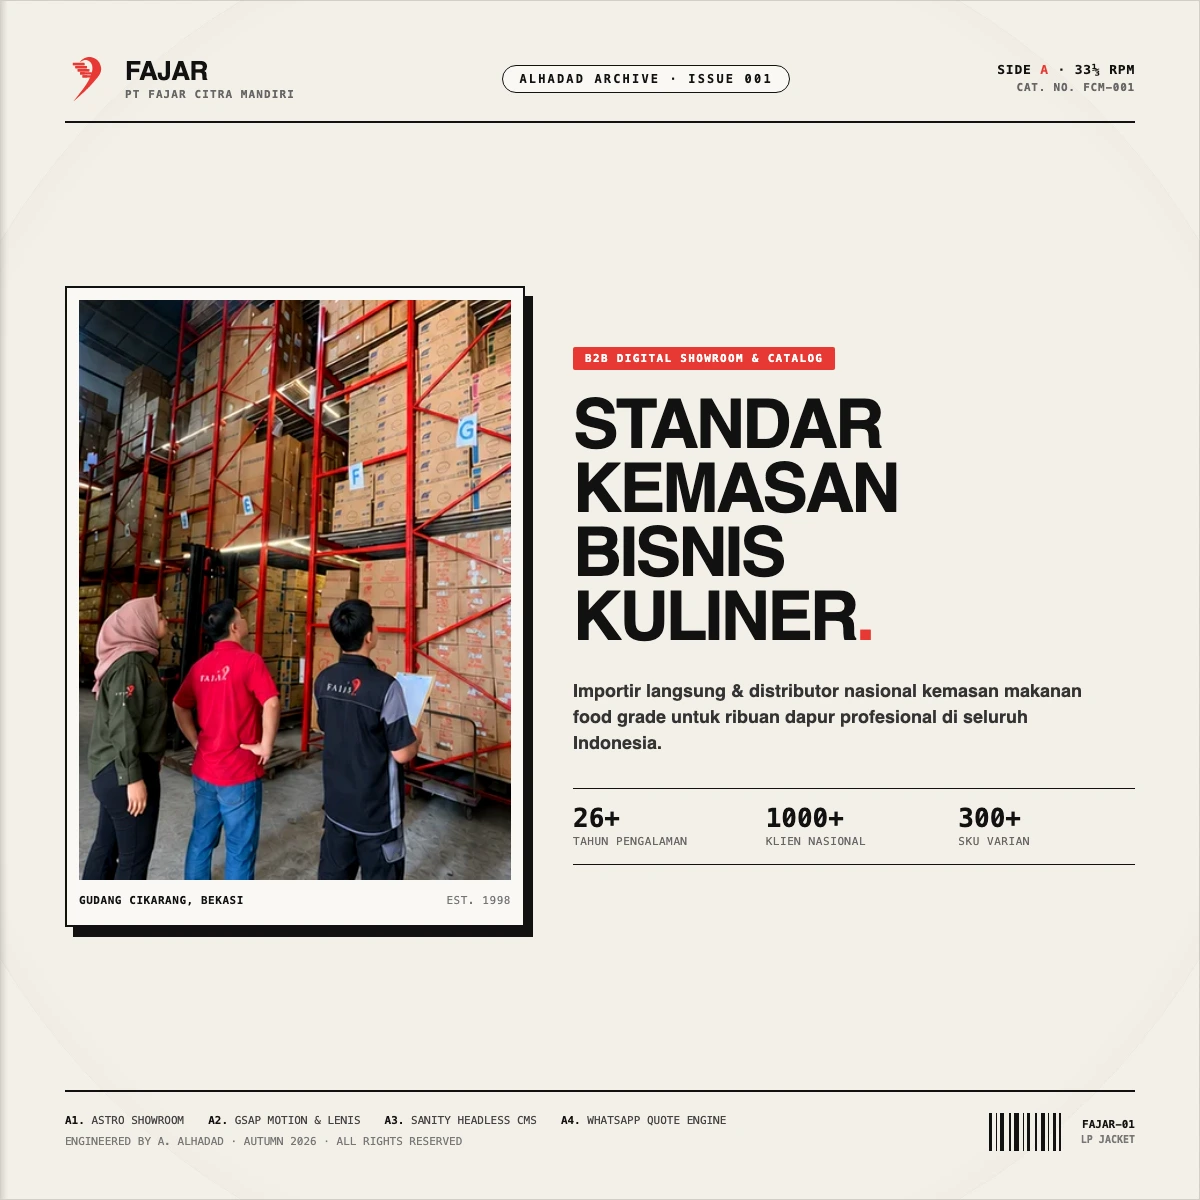 FAJAR
PT FAJAR CITRA MANDIRI
ALHADAD ARCHIVE · ISSUE 001
SIDE A · 33⅓ RPM
CAT. NO. FCM–001
G
F
E
FAJAR
FAJAR
GUDANG CIKARANG, BEKASI
EST. 1998
B2B DIGITAL SHOWROOM & CATALOG
STANDAR
KEMASAN
BISNIS
KULINER.
Importir langsung & distributor nasional kemasan makanan
food grade untuk ribuan dapur profesional di seluruh
Indonesia.
26+ 1000+ 300+
TAHUN PENGALAMAN KLIEN NASIONAL SKU VARIAN
A1. ASTRO SHOWROOM A2. GSAP MOTION & LENIS A3. SANITY HEADLESS CMS A4. WHATSAPP QUOTE ENGINE
ENGINEERED BY A. ALHADAD · AUTUMN 2026 · ALL RIGHTS RESERVED
FAJAR–01
LP JACKET